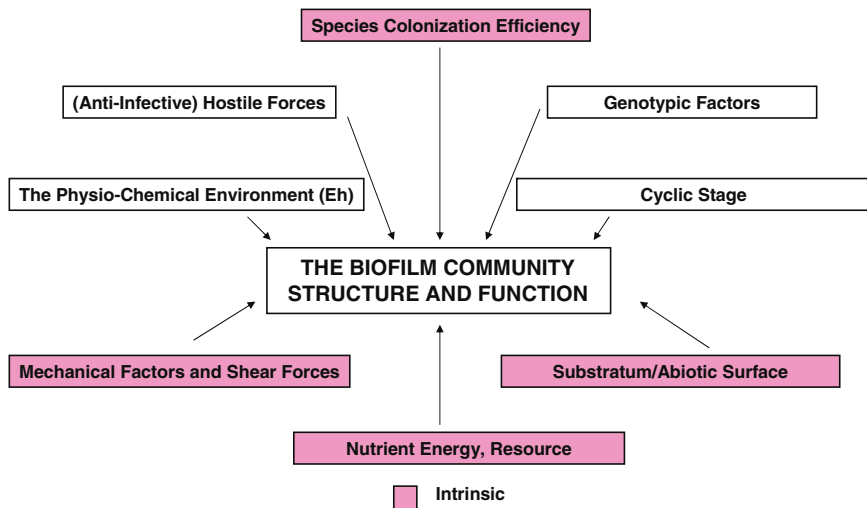 Species Colonization Efficiency
(Anti-Infective) Hostile Forces
Genotypic Factors
The Physio-Chemical Environment (Eh)
Cyclic Stage
THE BIOFILM COMMUNITY
STRUCTURE AND FUNCTION
Mechanical Factors and Shear Forces
Substratum/Abiotic Surface
Nutrient Energy, Resource
Intrinsic